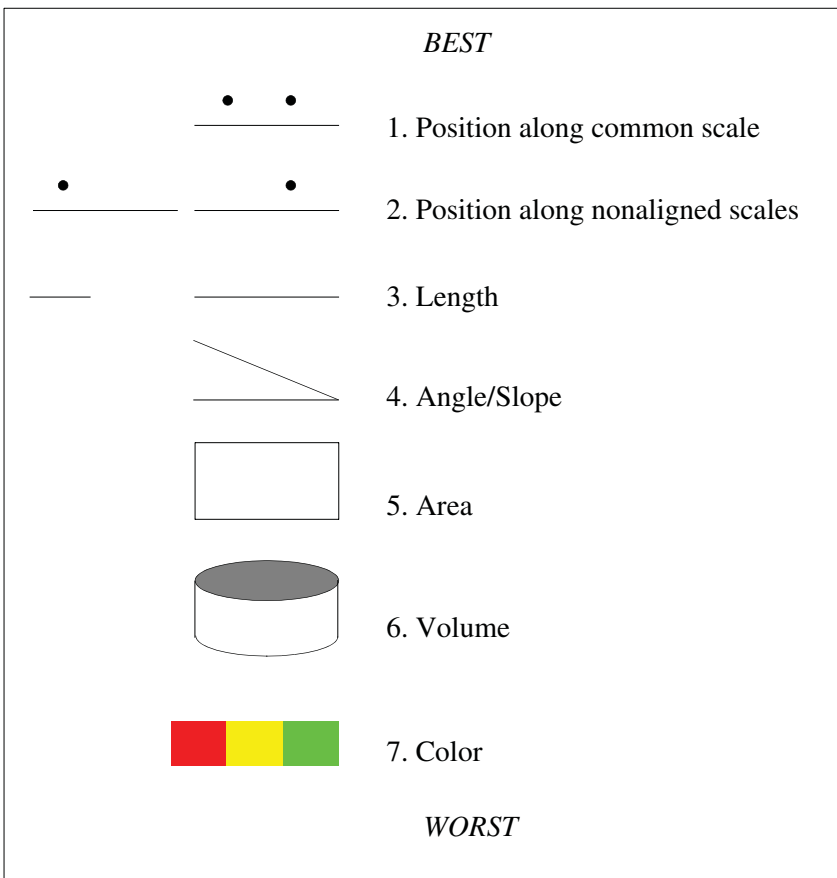 BEST
1. Position along common scale
2. Position along nonaligned scales
3. Length
4. Angle/Slope
5. Area
6. Volume
7. Color
WORST